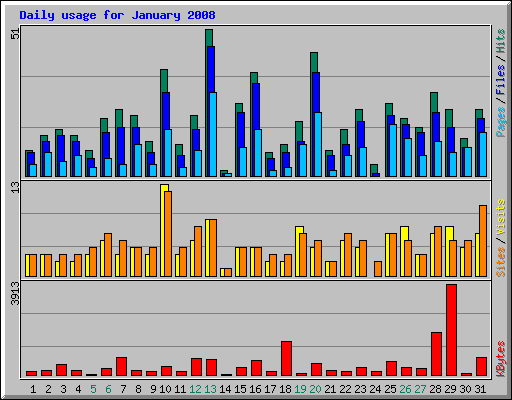 Daily usage for January 2008
51
Pages / Files / Hits
13
Sites / Visits
3913
KBytes
1 2 3 4 5 6 7 8 9 10 11 12 13 14 15 16 17 18 19 20 21 22 23 24 25 26 27 28 29 30 31